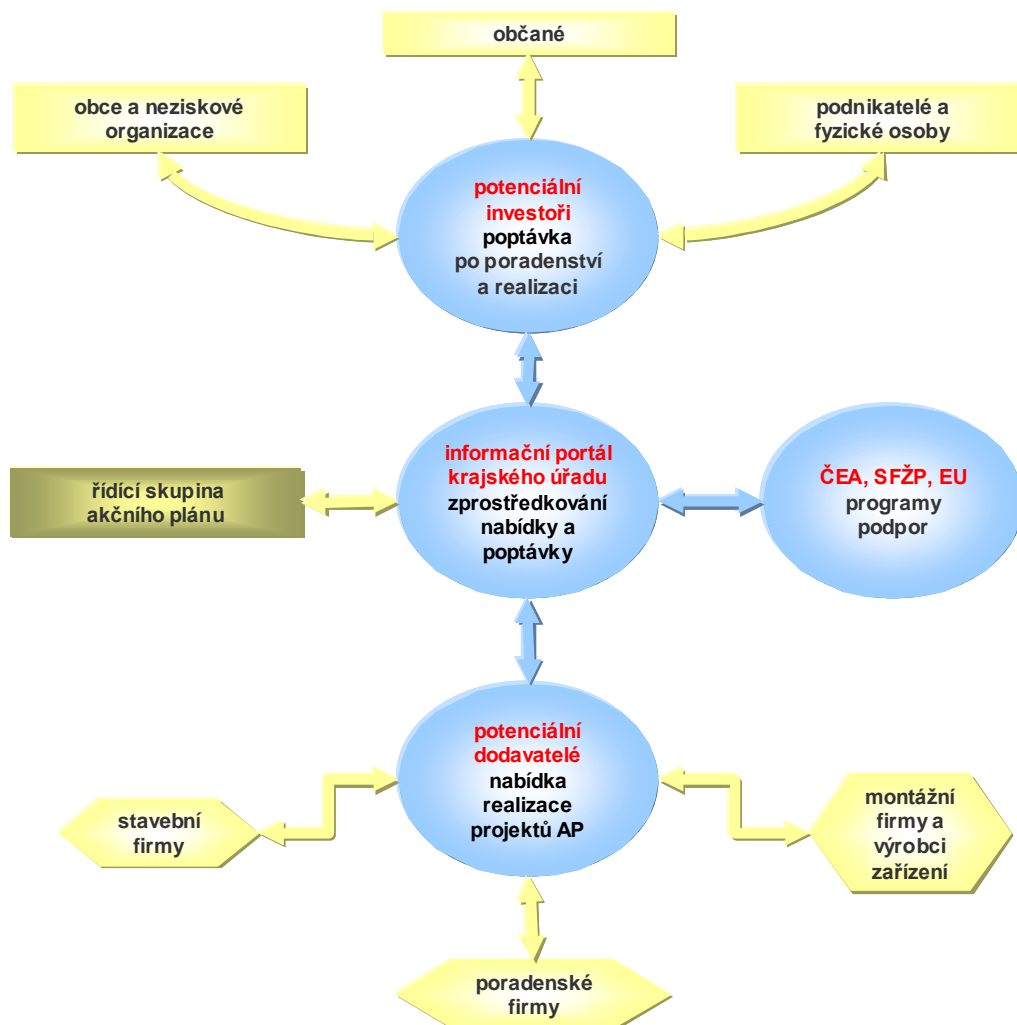 občané
obce a neziskové
organizace
podnikatelé a
fyzické osoby
potenciální
investoři
poptávka
po poradenství
a realizaci
informační portál
krajského úřadu
zprostředkování
nabídky a
poptávky
řídící skupina
akčního plánu
ČEA, SFŽP, EU
programy
podpor
potenciální
dodavatelé
nabídka
realizace
projektů AP
stavební
firmy
montážní
firmy a
výrobci
zařízení
poradenské
firmy